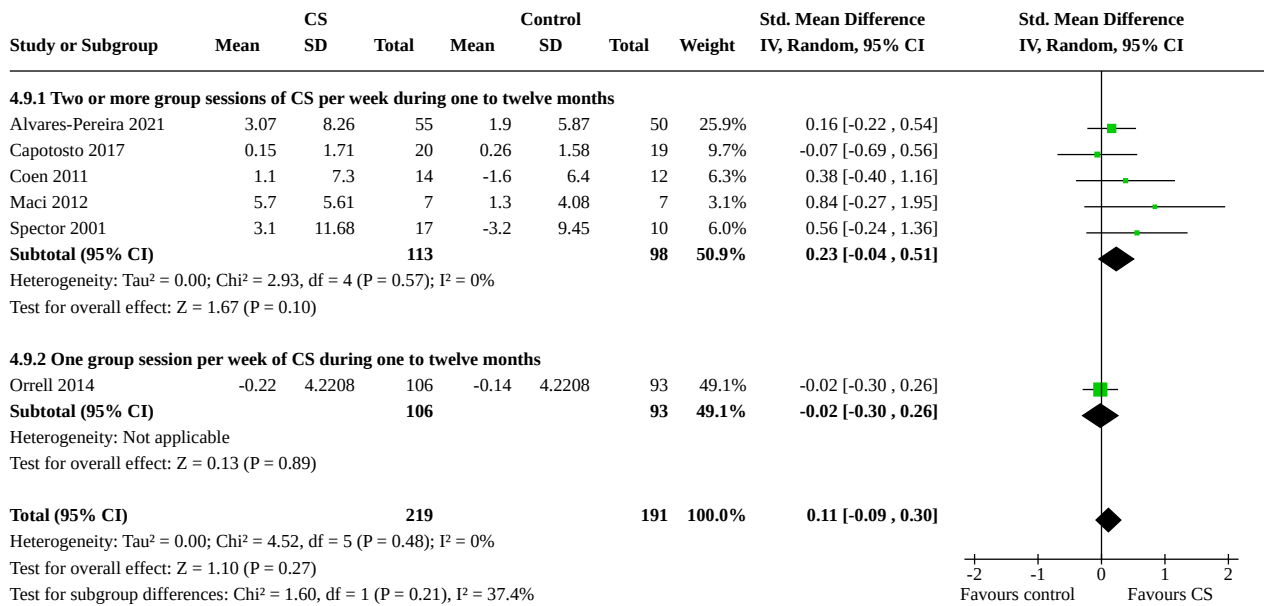 CS Control Std. Mean Difference Std. Mean Difference
Study or Subgroup Mean SD Total Mean SD Total Weight IV, Random, 95% CI IV, Random, 95% CI
4.9.1 Two or more group sessions of CS per week during one to twelve months
Alvares-Pereira 2021 3.07 8.26 55 1.9 5.87 50 25.9% 0.16 [-0.22 , 0.54]
Capotosto 2017 0.15 1.71 20 0.26 1.58 19 9.7% -0.07 [-0.69 , 0.56]
Coen 2011 1.1 7.3 14 -1.6 6.4 12 6.3% 0.38 [-0.40 , 1.16]
Maci 2012 5.7 5.61 7 1.3 4.08 7 3.1% 0.84 [-0.27 , 1.95]
Spector 2001 3.1 11.68 17 -3.2 9.45 10 6.0% 0.56 [-0.24 , 1.36]
Subtotal (95% CI) 113 98 50.9% 0.23 [-0.04 , 0.51]
Heterogeneity: Tau² = 0.00; Chi² = 2.93, df = 4 (P = 0.57); I² = 0%
Test for overall effect: Z = 1.67 (P = 0.10)
4.9.2 One group session per week of CS during one to twelve months
Orrell 2014 -0.22 4.2208 106 -0.14 4.2208 93 49.1% -0.02 [-0.30 , 0.26]
Subtotal (95% CI) 106 93 49.1% -0.02 [-0.30 , 0.26]
Heterogeneity: Not applicable
Test for overall effect: Z = 0.13 (P = 0.89)
Total (95% CI) 219 191 100.0% 0.11 [-0.09 , 0.30]
Heterogeneity: Tau² = 0.00; Chi² = 4.52, df = 5 (P = 0.48); I² = 0%
Test for overall effect: Z = 1.10 (P = 0.27)
-2 -1 0 1 2
Test for subgroup differences: Chi² = 1.60, df = 1 (P = 0.21), I² = 37.4%
Favours control Favours CS